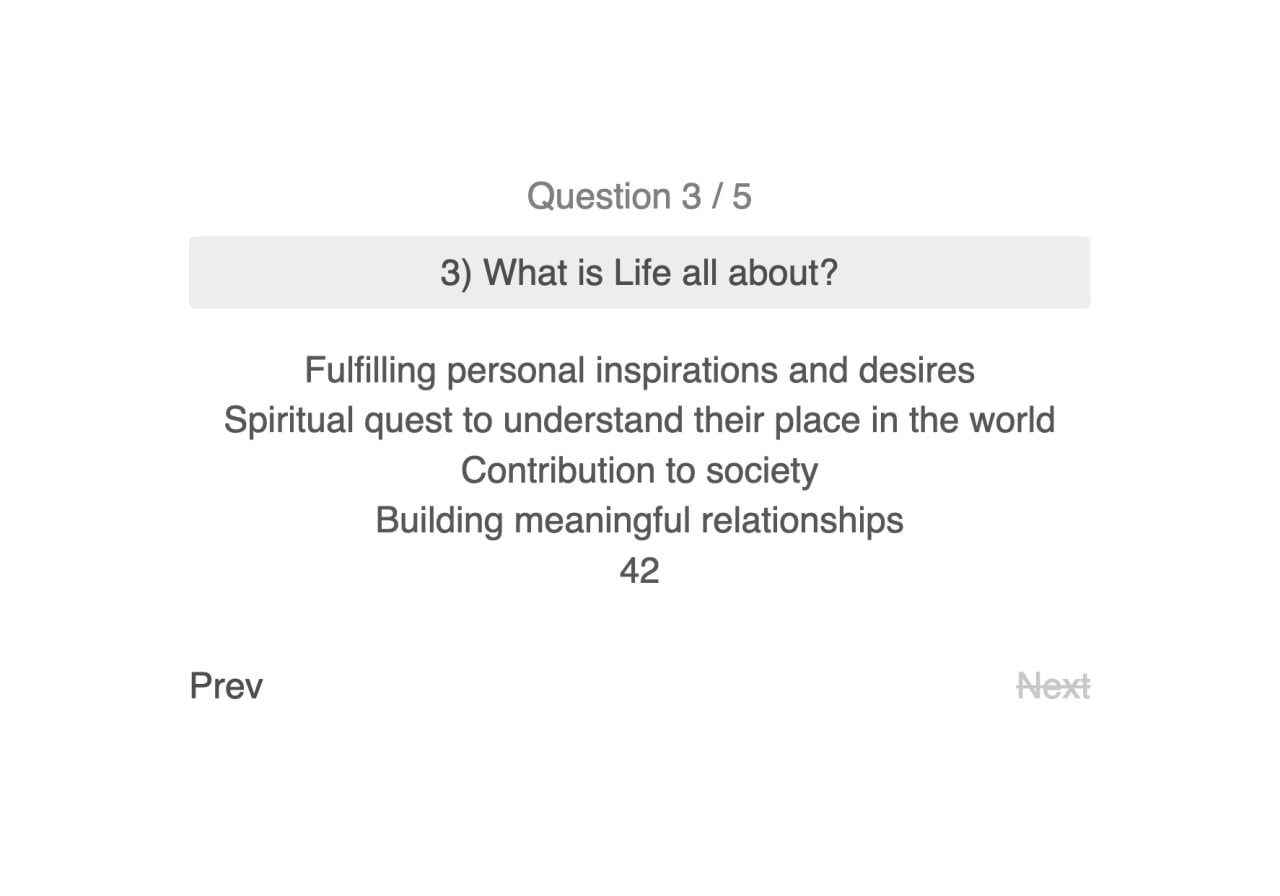 Question 3 / 5
3) What is Life all about?
Fulfilling personal inspirations and desires
Spiritual quest to understand their place in the world
Contribution to society
Building meaningful relationships
42
Prev
Next